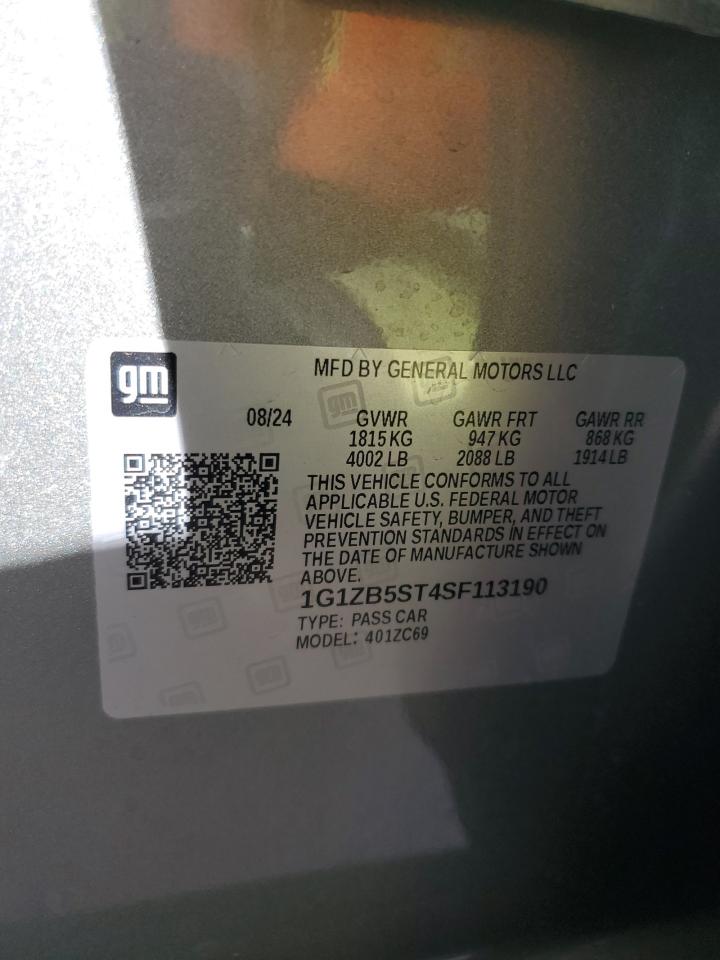 gm
MFD BY GENERAL MOTORS LLC
08/24 GVWR GAWR FRT GAWR RR
1815 KG 947 KG 868 KG
4002 LB 2088 LB 1914 LB
THIS VEHICLE CONFORMS TO ALL
APPLICABLE U.S. FEDERAL MOTOR
VEHICLE SAFETY, BUMPER, AND THEFT
PREVENTION STANDARDS IN EFFECT ON
THE DATE OF MANUFACTURE SHOWN
ABOVE.
1G1ZB5ST4SF113190
TYPE: PASS CAR
MODEL: 401ZC69